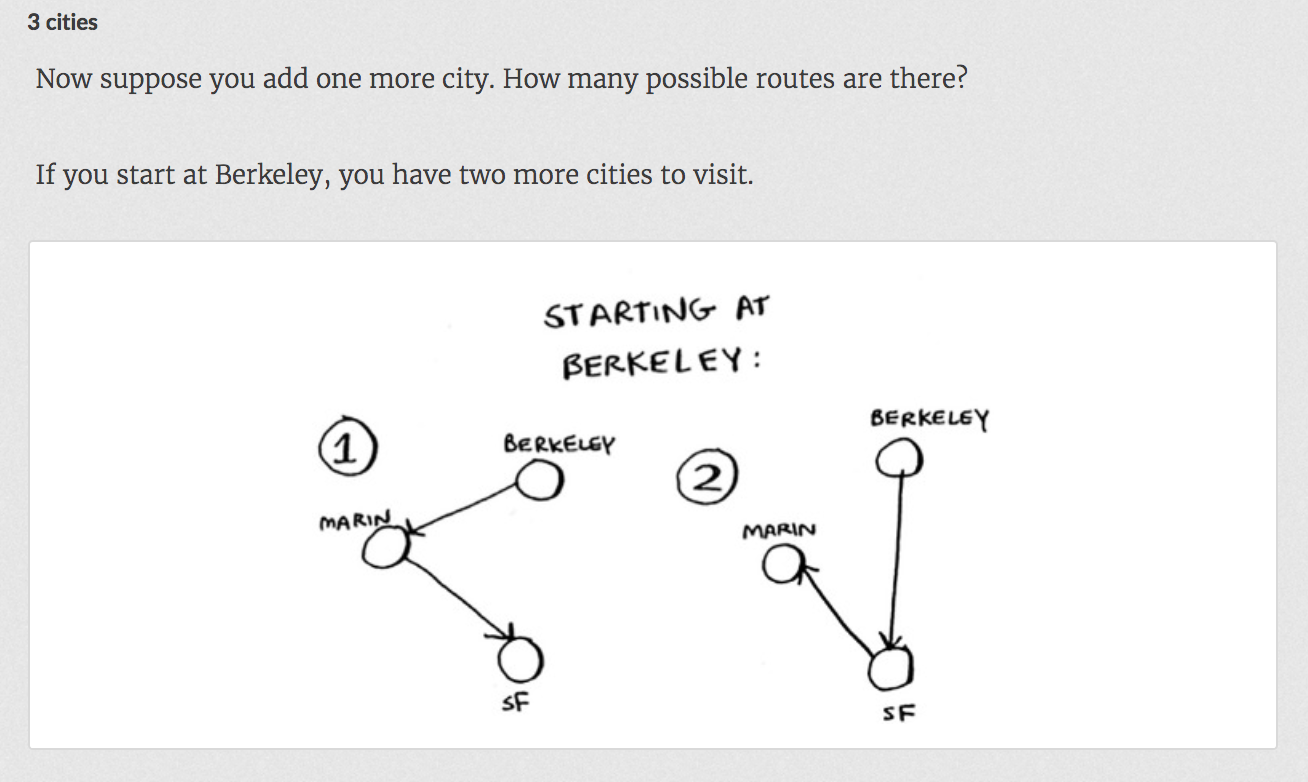 3 cities
Now suppose you add one more city. How many possible routes are there?
If you start at Berkeley, you have two more cities to visit.
STARTING AT
BERKELEY:
1
BERKELEY
MARIN
SF
2
BERKELEY
MARIN
SF